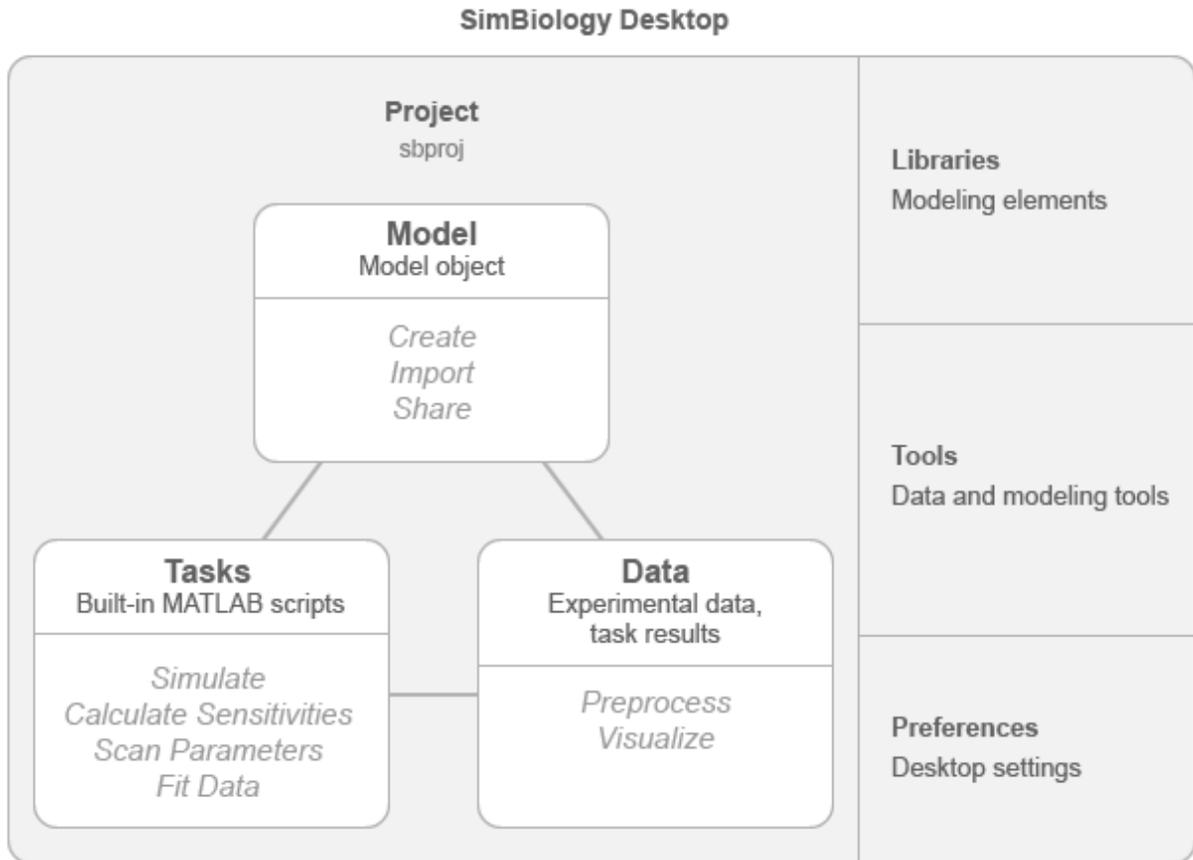 SimBiology Desktop
Project
sbproj
Model
Model object
Create
Import
Share
Tasks
Built-in MATLAB scripts
Simulate
Calculate Sensitivities
Scan Parameters
Fit Data
Data
Experimental data,
task results
Preprocess
Visualize
Libraries
Modeling elements
Tools
Data and modeling tools
Preferences
Desktop settings